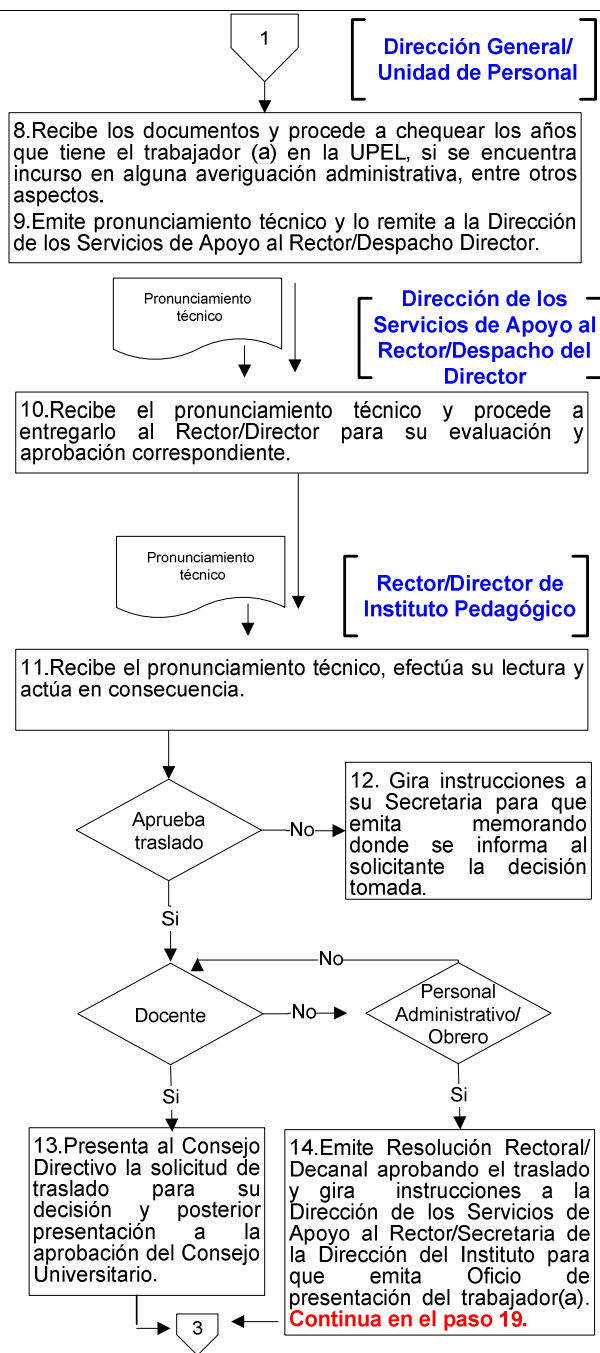 1
Dirección General/
Unidad de Personal
8.Recibe los documentos y procede a chequear los años
que tiene el trabajador (a) en la UPEL, si se encuentra
incurso en alguna averiguación administrativa, entre otros
aspectos.
9.Emite pronunciamiento técnico y lo remite a la Dirección
de los Servicios de Apoyo al Rector/Despacho Director.
Pronunciamiento
técnico
Dirección de los
Servicios de Apoyo al
Rector/Despacho del
Director
10.Recibe el pronunciamiento técnico y procede a
entregarlo al Rector/Director para su evaluación y
aprobación correspondiente.
Pronunciamiento
técnico
Rector/Director de
Instituto Pedagógico
11.Recibe el pronunciamiento técnico, efectúa su lectura y
actúa en consecuencia.
Aprueba
traslado
No
12. Gira instrucciones a
su Secretaria para que
emita memorando
donde se informa al
solicitante la decisión
tomada.
Si
No
Docente
No
Personal
Administrativo/
Obrero
Si
Si
13.Presenta al Consejo
Directivo la solicitud de
traslado para su
decisión y posterior
presentación a la
aprobación del Consejo
Universitario.
14.Emite Resolución Rectoral/
Decanal aprobando el traslado
y gira instrucciones a la
Dirección de los Servicios de
Apoyo al Rector/Secretaria de
la Dirección del Instituto para
que emita Oficio de
presentación del trabajador(a).
Continua en el paso 19.
3